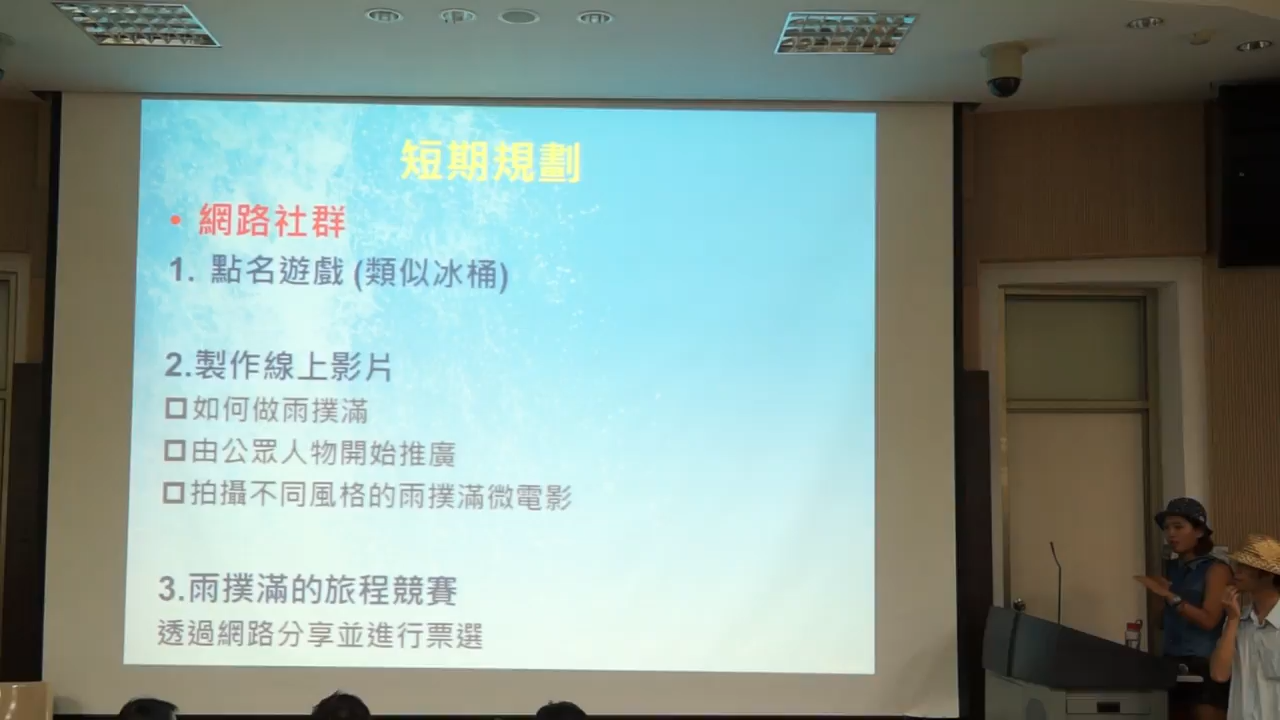 短期規劃
• 網路社群
1. 點名遊戲 (類似冰桶)
2.製作線上影片
□如何做雨撲滿
□由公眾人物開始推廣
□拍攝不同風格的雨撲滿微電影
3.雨撲滿的旅程競賽
透過網路分享並進行票選